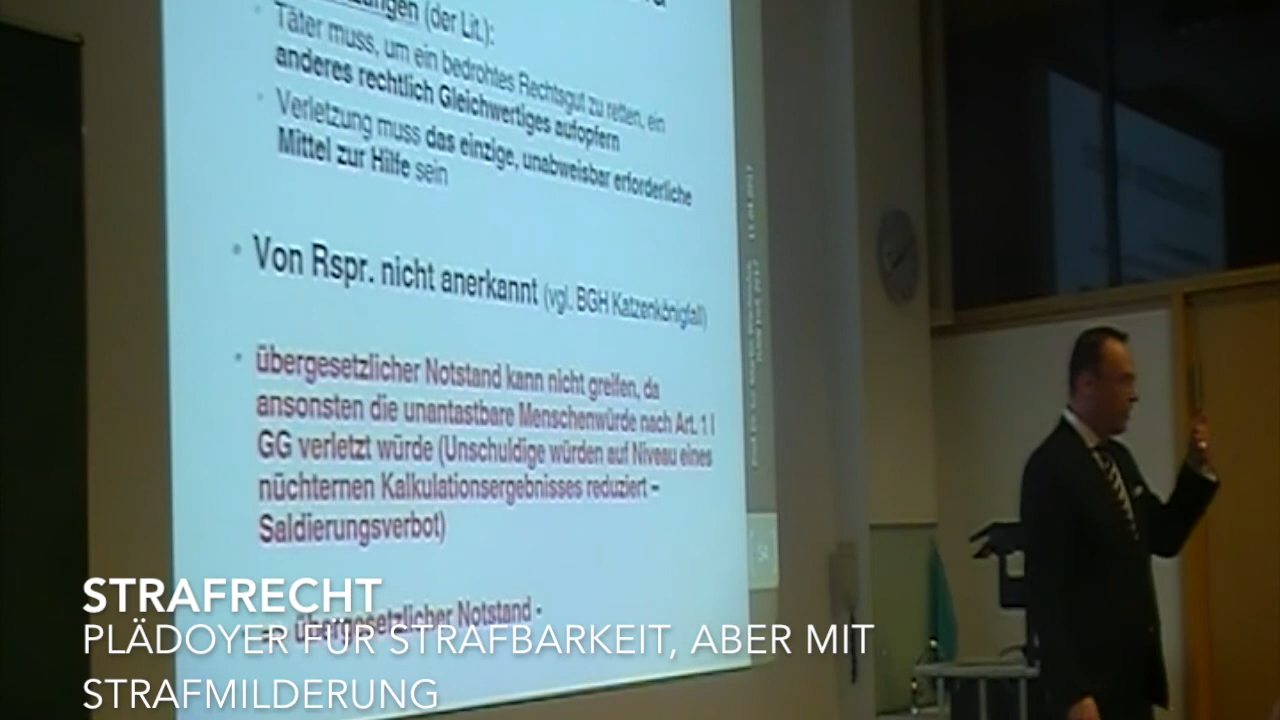 (der Lit.):
Täter muss, um ein bedrohtes Rechtsgut zu retten, ein
anderes rechtlich Gleichwertiges aufopfern
Verletzung muss das einzige, unabweisbar erforderliche
Mittel zur Hilfe sein
Von Rspr. nicht anerkannt (vgl. BGH Katzenkönigfall)
übergesetzlicher Notstand kann nicht greifen, da
ansonsten die unantastbare Menschenwürde nach Art. 1 I
GG verletzt würde (Unschuldige würden auf Niveau eines
nüchternen Kalkulationsergebnisses reduziert –
Saldierungsverbot)
übergesetzlicher Notstand -
STRAFRECHT
PLÄDOYER FÜR STRAFBARKEIT, ABER MIT
STRAFMILDERUNG